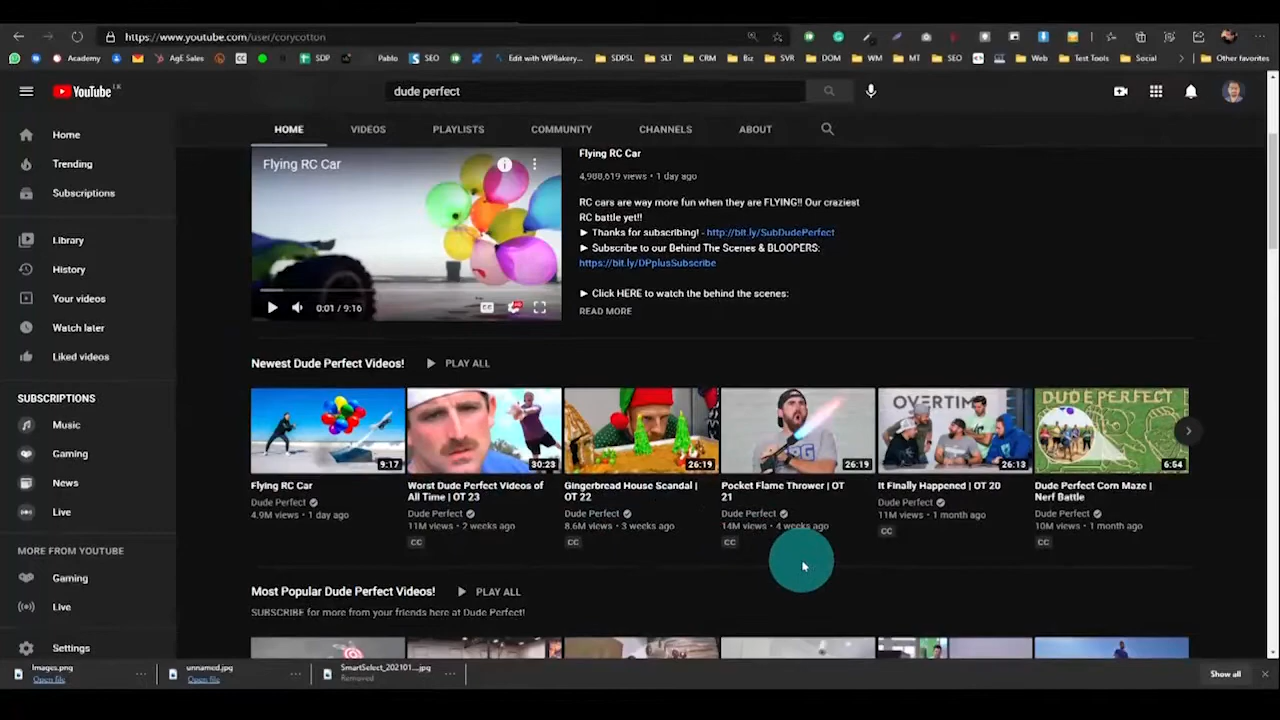 https://www.youtube.com/user/corycotton
Academy
AgE Sales
SEO
SDP
Pablo
SEO
Edit with WPBakery...
SDPSL
SLT
CRM
Biz
SVR
DOM
WM
MT
SEO
Web
Test Tools
Social
Other favorites
YouTube LK
dude perfect
HOME
VIDEOS
PLAYLISTS
COMMUNITY
CHANNELS
ABOUT
Home
Trending
Subscriptions
Library
History
Your videos
Watch later
Liked videos
SUBSCRIPTIONS
Music
Gaming
News
Live
MORE FROM YOUTUBE
Gaming
Live
Settings
Flying RC Car
0:01 / 9:16
Flying RC Car
4,988,619 views • 1 day ago
RC cars are way more fun when they are FLYING!! Our craziest
RC battle yet!!
► Thanks for subscribing! - http://bit.ly/SubDudePerfect
► Subscribe to our Behind The Scenes & BLOOPERS:
https://bit.ly/DPplusSubscribe
► Click HERE to watch the behind the scenes:
READ MORE
Newest Dude Perfect Videos!
PLAY ALL
9:17
Flying RC Car
Dude Perfect
4.9M views • 1 day ago
30:23
Worst Dude Perfect Videos of
All Time | OT 23
Dude Perfect
11M views • 2 weeks ago
CC
26:19
Gingerbread House Scandal |
OT 22
Dude Perfect
8.6M views • 3 weeks ago
CC
26:19
Pocket Flame Thrower | OT
21
Dude Perfect
14M views • 4 weeks ago
CC
OVERTIM
26:13
It Finally Happened | OT 20
Dude Perfect
11M views • 1 month ago
CC
DUDE PERFECT
6:54
Dude Perfect Corn Maze |
Nerf Battle
Dude Perfect
10M views • 1 month ago
CC
Most Popular Dude Perfect Videos!
PLAY ALL
SUBSCRIBE for more from your friends here at Dude Perfect!
Images.png
Open file
unnamed.jpg
Open file
SmartSelect_202101....jpg
Removed
Show all